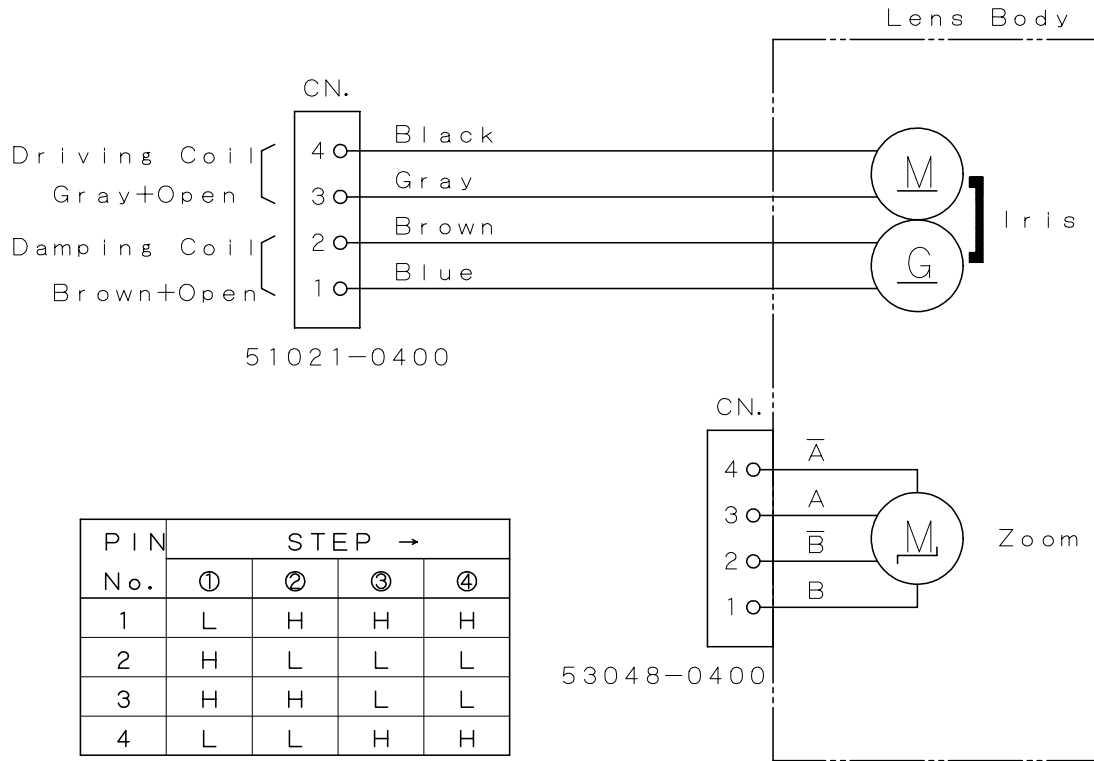 Lens Body
CN.
Driving Coil
Gray+Open
Damping Coil
Brown+Open
4 Black
3 Gray
2 Brown
1 Blue
M
G
Iris
51021-0400
CN.
4 A̅
3 A
2 B̅
1 B
M
Zoom
53048-0400
PIN No. STEP →
① ② ③ ④
1 L H H H
2 H L L L
3 H H L L
4 L L H H